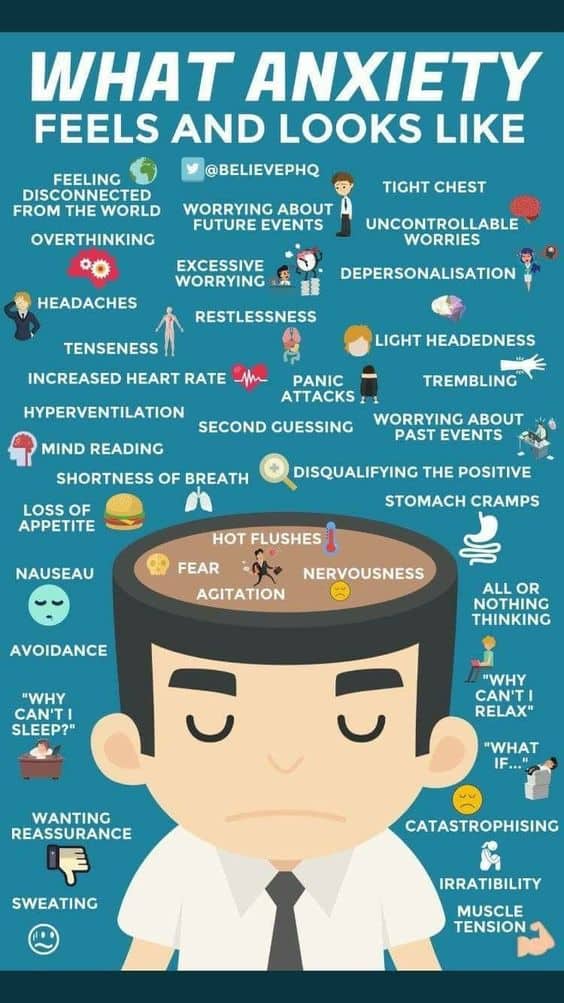 WHAT ANXIETY
FEELS AND LOOKS LIKE
@BELIEVEPHQ
FEELING
DISCONNECTED
FROM THE WORLD
WORRYING ABOUT
FUTURE EVENTS
TIGHT CHEST
UNCONTROLLABLE
WORRIES
OVERTHINKING
EXCESSIVE
WORRYING
DEPERSONALISATION
HEADACHES
RESTLESSNESS
TENSENESS
LIGHT HEADEDNESS
INCREASED HEART RATE
PANIC
ATTACKS
TREMBLING
HYPERVENTILATION
SECOND GUESSING
WORRYING ABOUT
PAST EVENTS
MIND READING
SHORTNESS OF BREATH
DISQUALIFYING THE POSITIVE
LOSS OF
APPETITE
STOMACH CRAMPS
HOT FLUSHES
FEAR
NERVOUSNESS
AGITATION
NAUSEAU
ALL OR
NOTHING
THINKING
AVOIDANCE
"WHY
CAN'T I
SLEEP?"
"WHY
CAN'T I
RELAX"
"WHAT
IF..."
WANTING
REASSURANCE
CATASTROPHISING
SWEATING
IRRATIBILITY
MUSCLE
TENSION